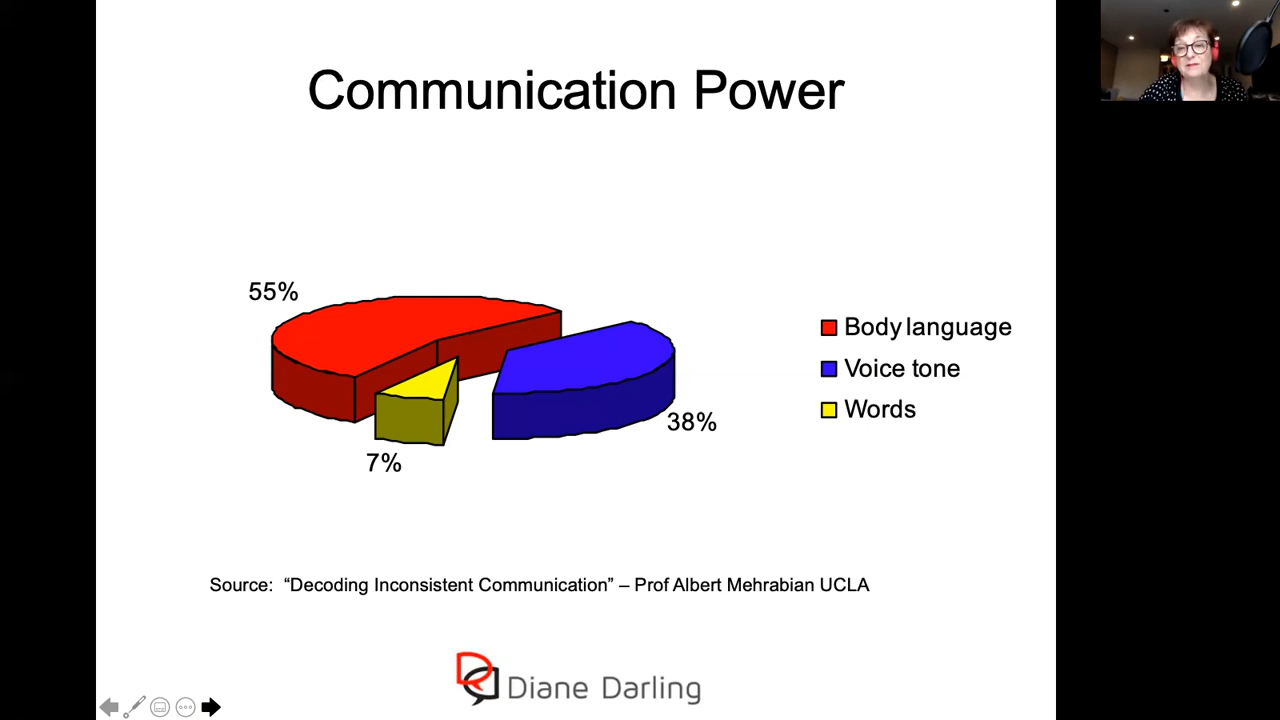 Communication Power
55%
38%
7%
Body language
Voice tone
Words
Source: “Decoding Inconsistent Communication” – Prof Albert Mehrabian UCLA
Diane Darling